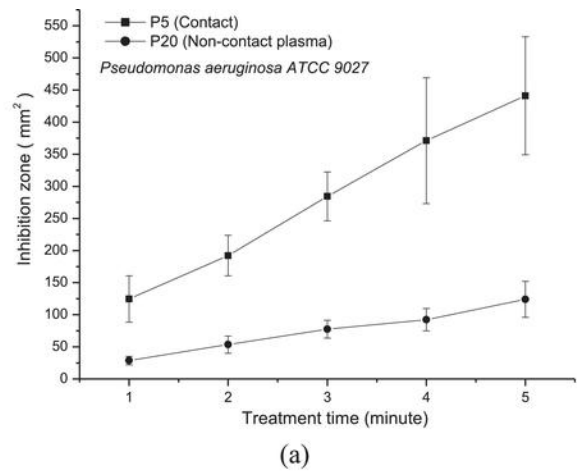 P5 (Contact)
P20 (Non-contact plasma)
Pseudomonas aeruginosa ATCC 9027
550
500
450
400
350
300
250
200
150
100
50
0
Inhibition zone ( mm²)
1 2 3 4 5
Treatment time (minute)
(a)